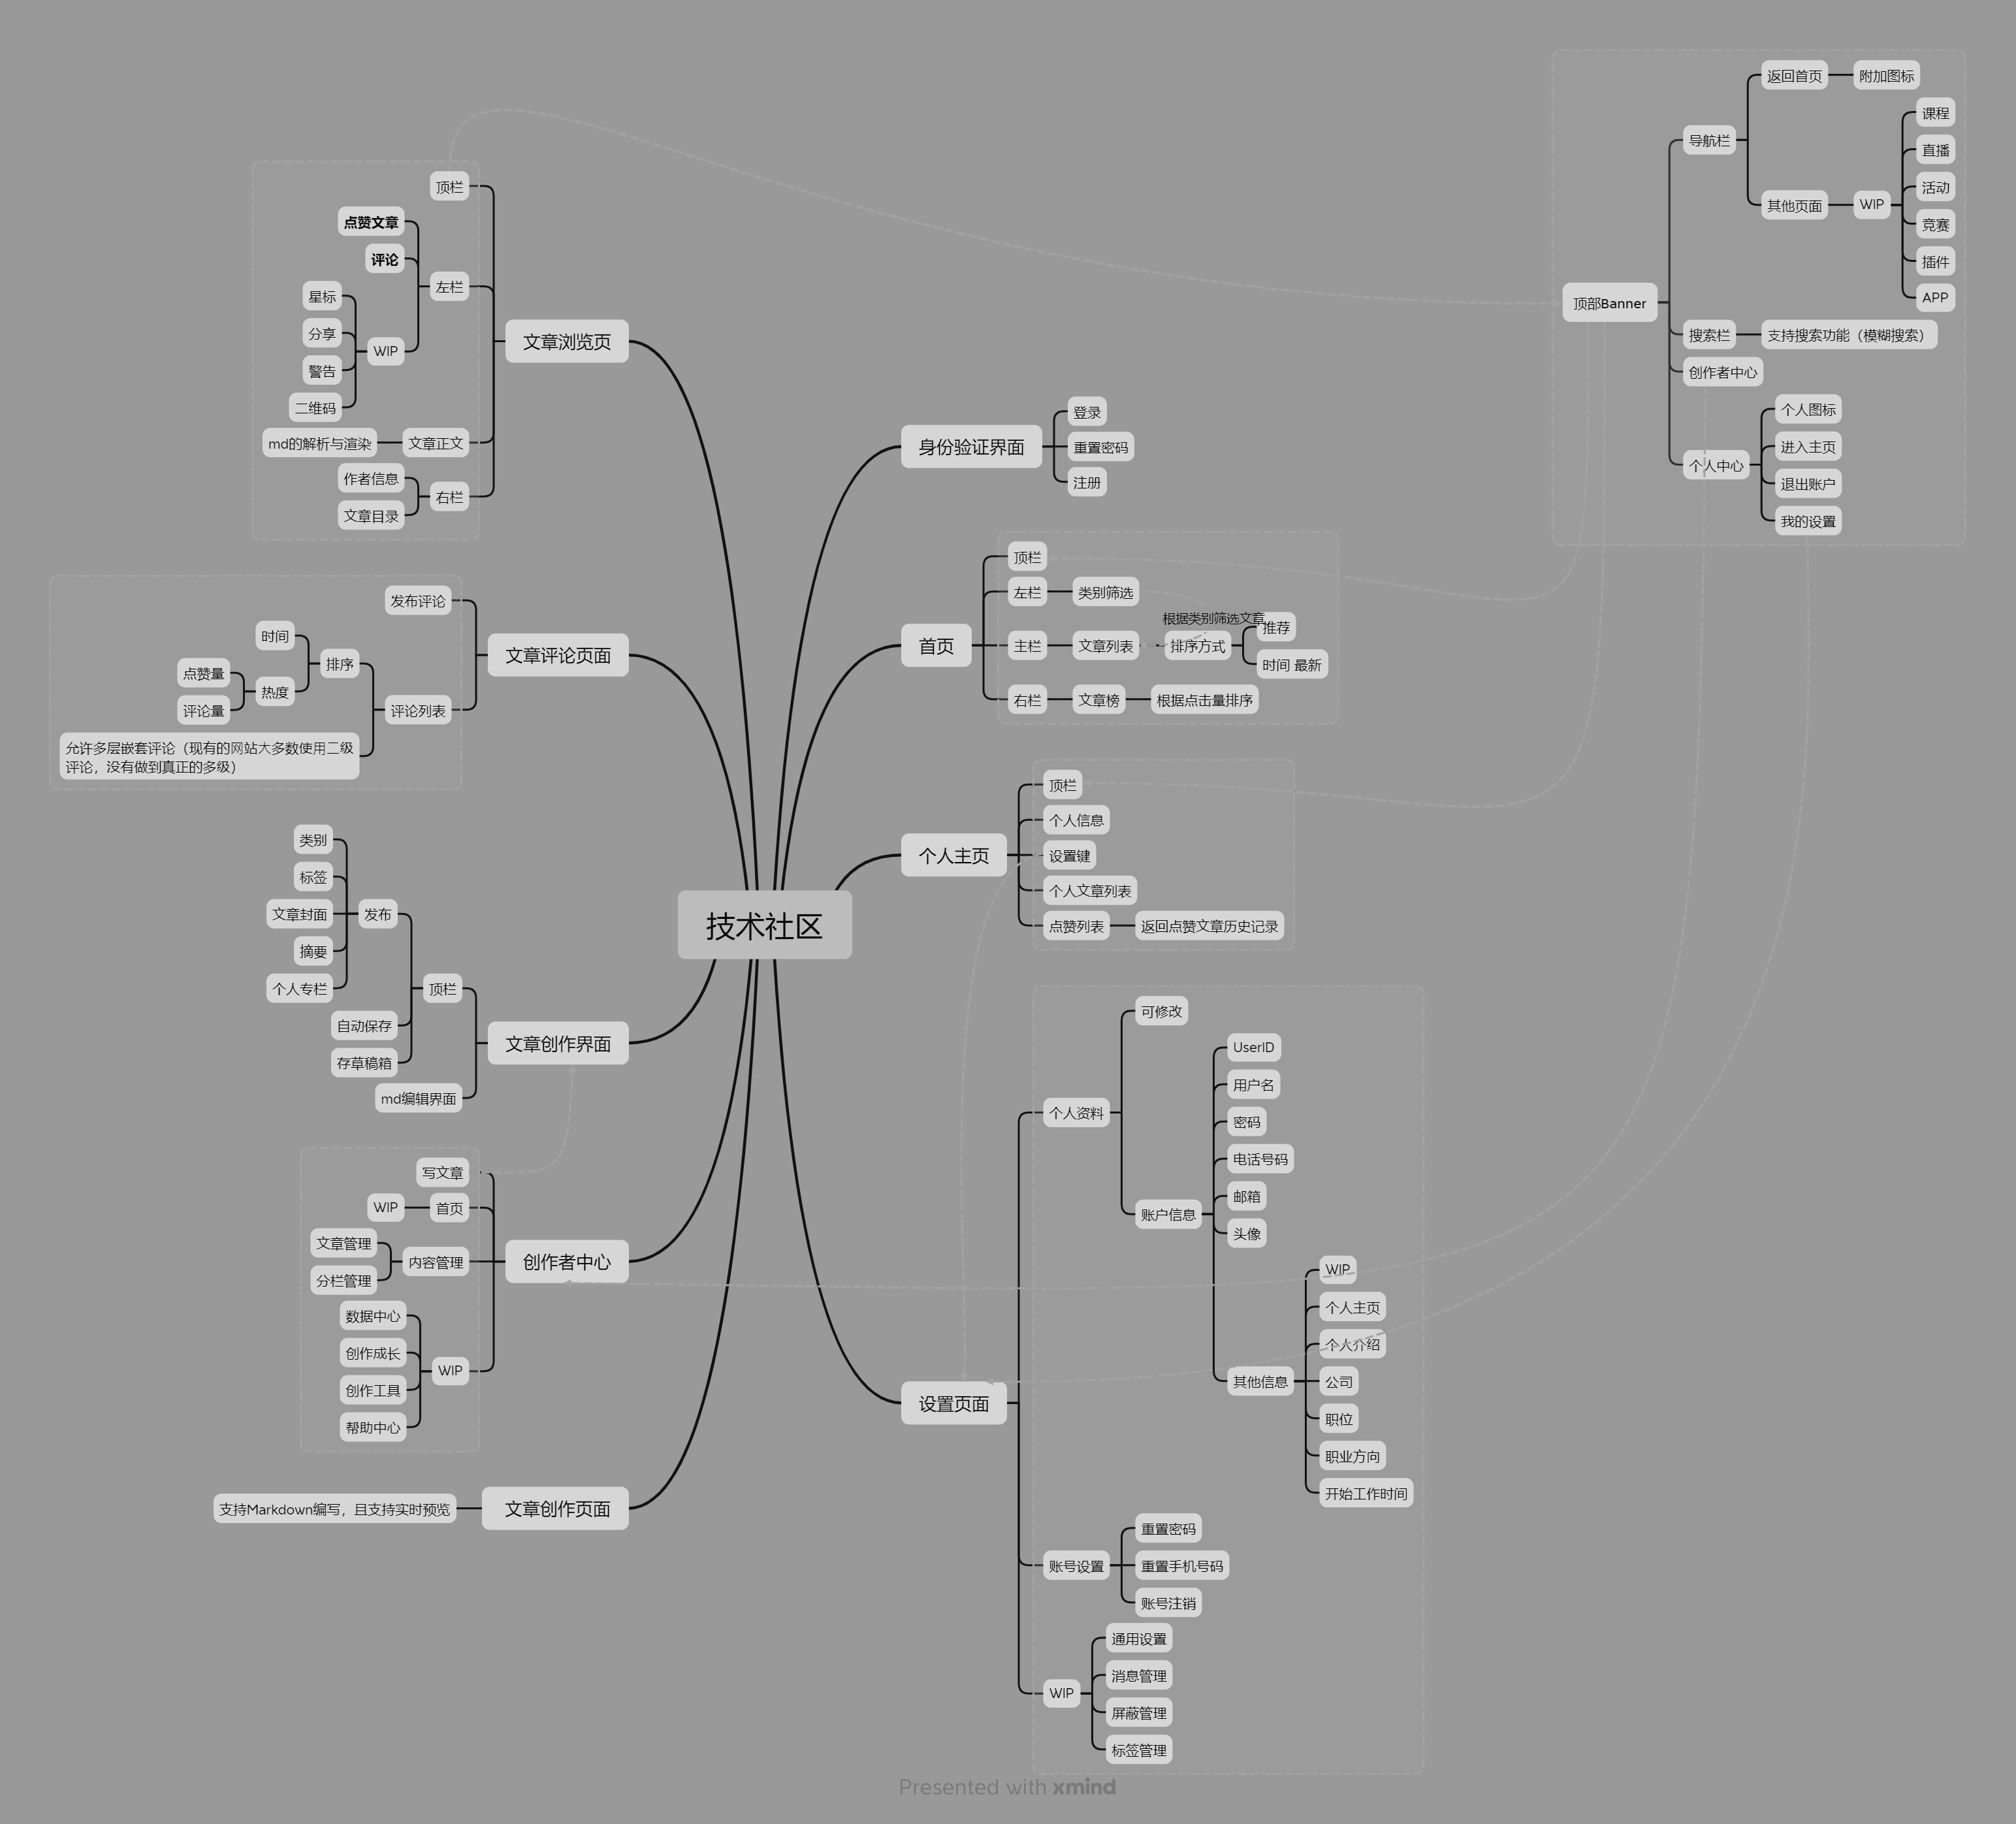 技术社区
身份验证界面
登录
重置密码
注册
首页
顶栏
左栏
类别筛选
根据类别筛选文章
主栏
文章列表
排序方式
推荐
时间 最新
右栏
文章榜
根据点击量排序
个人主页
顶栏
个人信息
设置键
个人文章列表
点赞列表
返回点赞文章历史记录
设置页面
个人资料
可修改
账户信息
UserID
用户名
密码
电话号码
邮箱
头像
其他信息
WIP
个人主页
个人介绍
公司
职位
职业方向
开始工作时间
账号设置
重置密码
重置手机号码
账号注销
WIP
通用设置
消息管理
屏蔽管理
标签管理
文章浏览页
顶栏
左栏
点赞文章
评论
WIP
星标
分享
警告
二维码
文章正文
md的解析与渲染
右栏
作者信息
文章目录
文章评论页面
发布评论
评论列表
排序
时间
热度
点赞量
评论量
允许多层嵌套评论（现有的网站大多数使用二级
评论，没有做到真正的多级）
文章创作界面
顶栏
发布
类别
标签
文章封面
摘要
个人专栏
自动保存
存草稿箱
md编辑界面
创作者中心
写文章
首页
WIP
内容管理
文章管理
分栏管理
WIP
数据中心
创作成长
创作工具
帮助中心
文章创作页面
支持Markdown编写，且支持实时预览
顶部Banner
导航栏
返回首页
附加图标
其他页面
WIP
课程
直播
活动
竞赛
插件
APP
搜索栏
支持搜索功能（模糊搜索）
创作者中心
个人中心
个人图标
进入主页
退出账户
我的设置
Presented with xmind